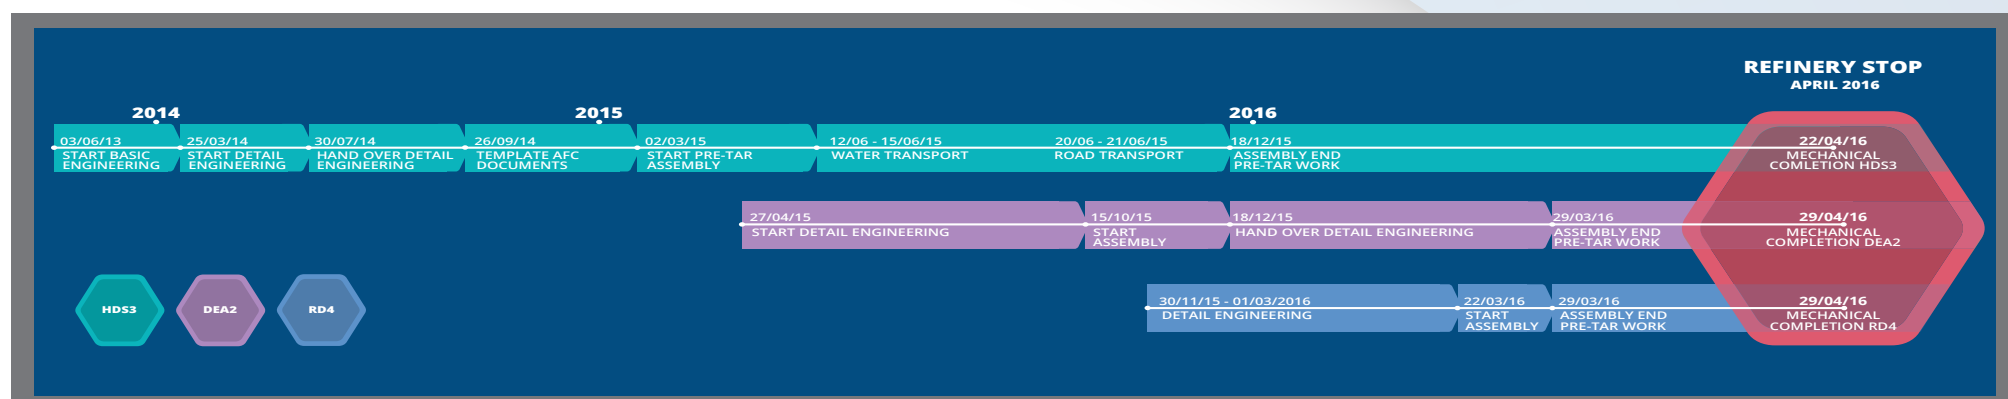 REFINERY STOP
APRIL 2016
2014
2015
2016
03/06/13
START BASIC
ENGINEERING
25/03/14
START DETAIL
ENGINEERING
30/07/14
HAND OVER DETAIL
ENGINEERING
26/09/14
TEMPLATE AFC
DOCUMENTS
02/03/15
START PRE-TAR
ASSEMBLY
12/06 - 15/06/15
WATER TRANSPORT
20/06 - 21/06/15
ROAD TRANSPORT
18/12/15
ASSEMBLY END
PRE-TAR WORK
22/04/16
MECHANICAL
COMLETION HDS3
27/04/15
START DETAIL ENGINEERING
15/10/15
START
ASSEMBLY
18/12/15
HAND OVER DETAIL ENGINEERING
29/03/16
ASSEMBLY END
PRE-TAR WORK
29/04/16
MECHANICAL
COMPLETION DEA2
30/11/15 - 01/03/2016
DETAIL ENGINEERING
22/03/16
START
ASSEMBLY
29/03/16
ASSEMBLY END
PRE-TAR WORK
29/04/16
MECHANICAL
COMPLETION RD4
HDS3
DEA2
RD4